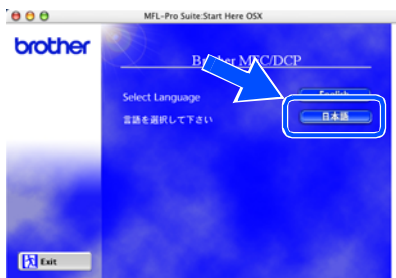 MFL-Pro Suite:Start Here OSX
brother
Brother MFC/DCP
Select Language
English
言語を選択して下さい
日本語
Exit